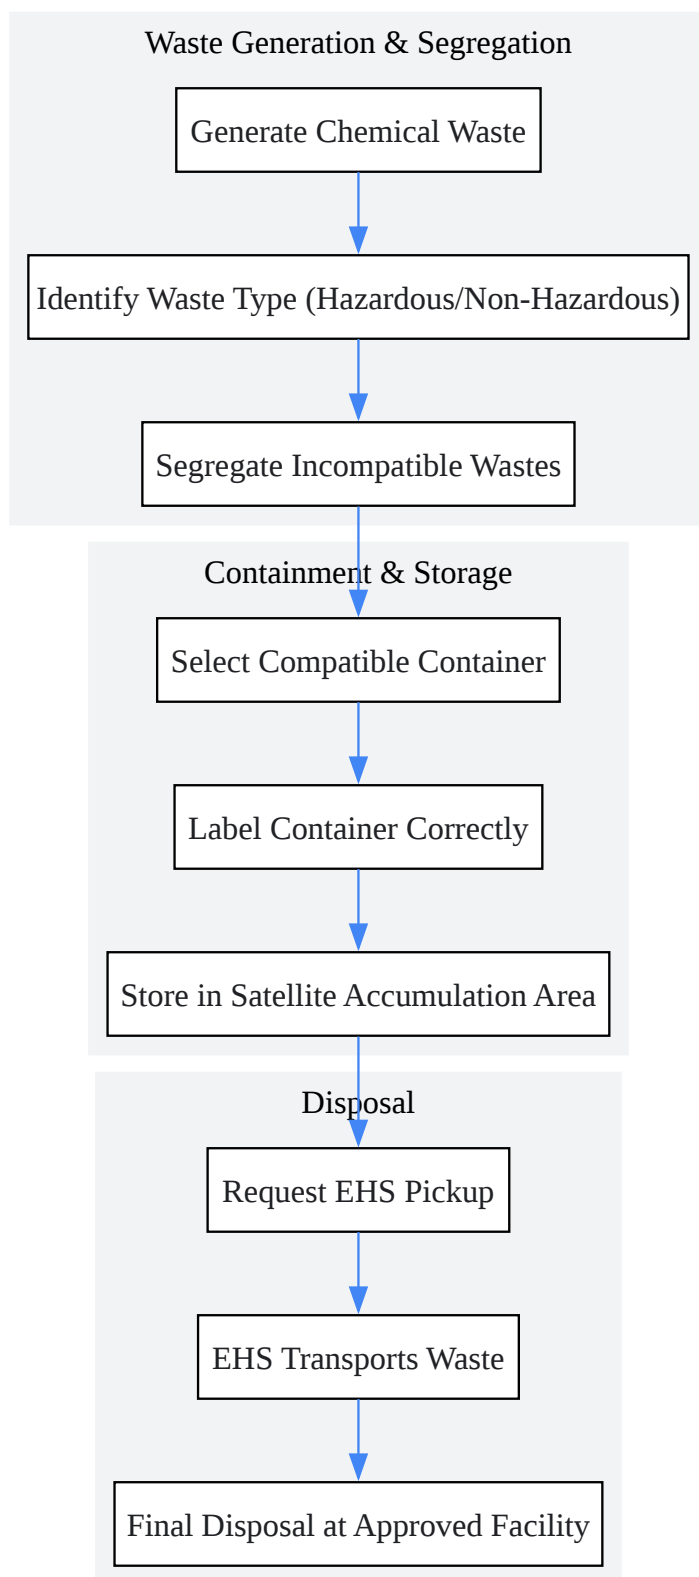 Waste Generation & Segregation
Generate Chemical Waste
Identify Waste Type (Hazardous/Non-Hazardous)
Segregate Incompatible Wastes
Containment & Storage
Select Compatible Container
Label Container Correctly
Store in Satellite Accumulation Area
Disposal
Request EHS Pickup
EHS Transports Waste
Final Disposal at Approved Facility